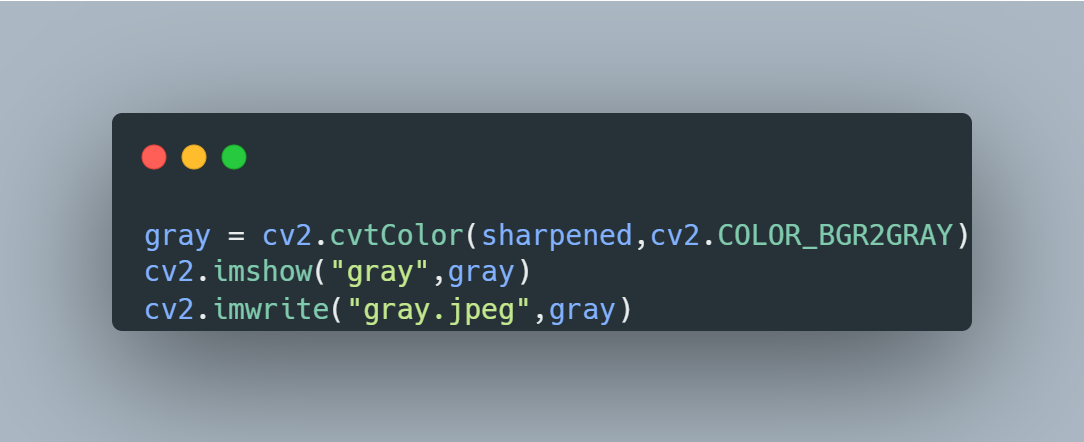 gray = cv2.cvtColor(sharpened,cv2.COLOR_BGR2GRAY)
cv2.imshow("gray",gray)
cv2.imwrite("gray.jpeg",gray)